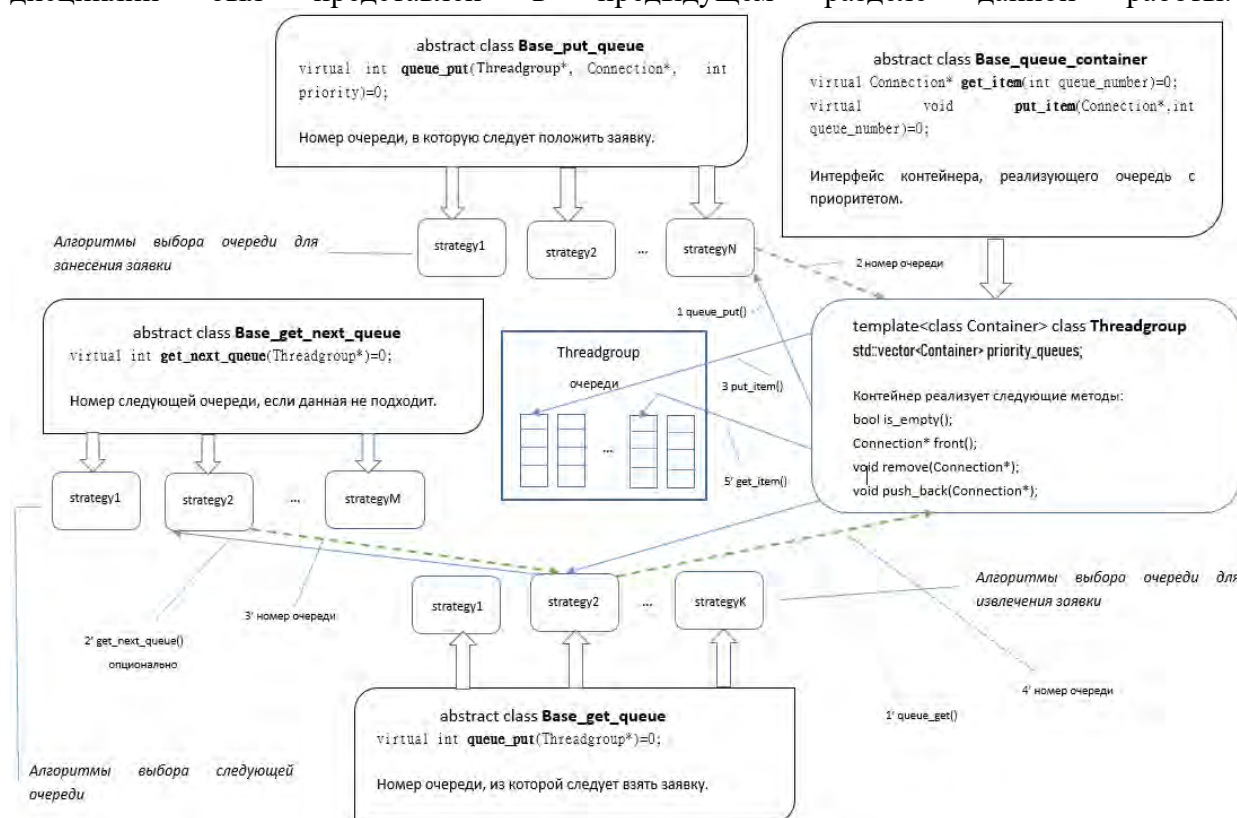 дисциплин был представлен в предыдущем разделе данной работы.
abstract class Base_put_queue
virtual int queue_put(Threadgroup*, Connection*, int
priority)=0;
Номер очереди, в которую следует положить заявку.
abstract class Base_queue_container
virtual Connection* get_item(int queue_number)=0;
virtual void put_item(Connection*,int
queue_number)=0;
Интерфейс контейнера, реализующего очередь с
приоритетом.
Алгоритмы выбора очереди для
занесения заявки
strategy1
strategy2
...
strategyN
2 номер очереди
1 queue_put()
abstract class Base_get_next_queue
virtual int get_next_queue(Threadgroup*)=0;
Номер следующей очереди, если данная не подходит.
Threadgroup
очереди
...
3 put_item()
5' get_item()
template<class Container> class Threadgroup
std::vector<Container> priority_queues;
Контейнер реализует следующие методы:
bool is_empty();
Connection* front();
void remove(Connection*);
void push_back(Connection*);
strategy1
strategy2
...
strategyM
2' get_next_queue()
опционально
3' номер очереди
strategy1
strategy2
...
strategyK
Алгоритмы выбора очереди для
извлечения заявки
4' номер очереди
1' queue_get()
abstract class Base_get_queue
virtual int queue_put(Threadgroup*)=0;
Номер очереди, из которой следует взять заявку.
Алгоритмы выбора следующей
очереди